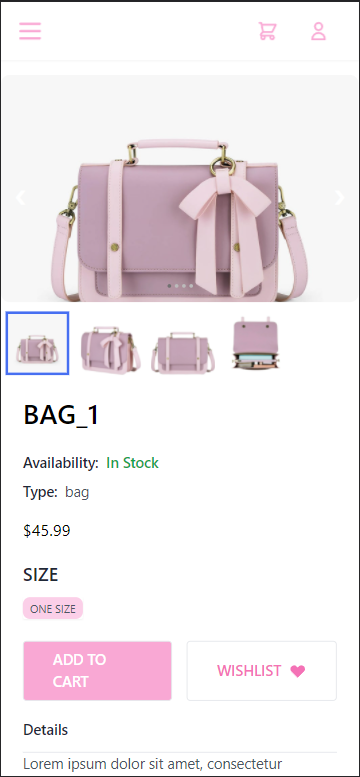 BAG_1
Availability: In Stock
Type: bag
$45.99
SIZE
ONE SIZE
ADD TO
CART
WISHLIST
Details
Lorem ipsum dolor sit amet, consectetur